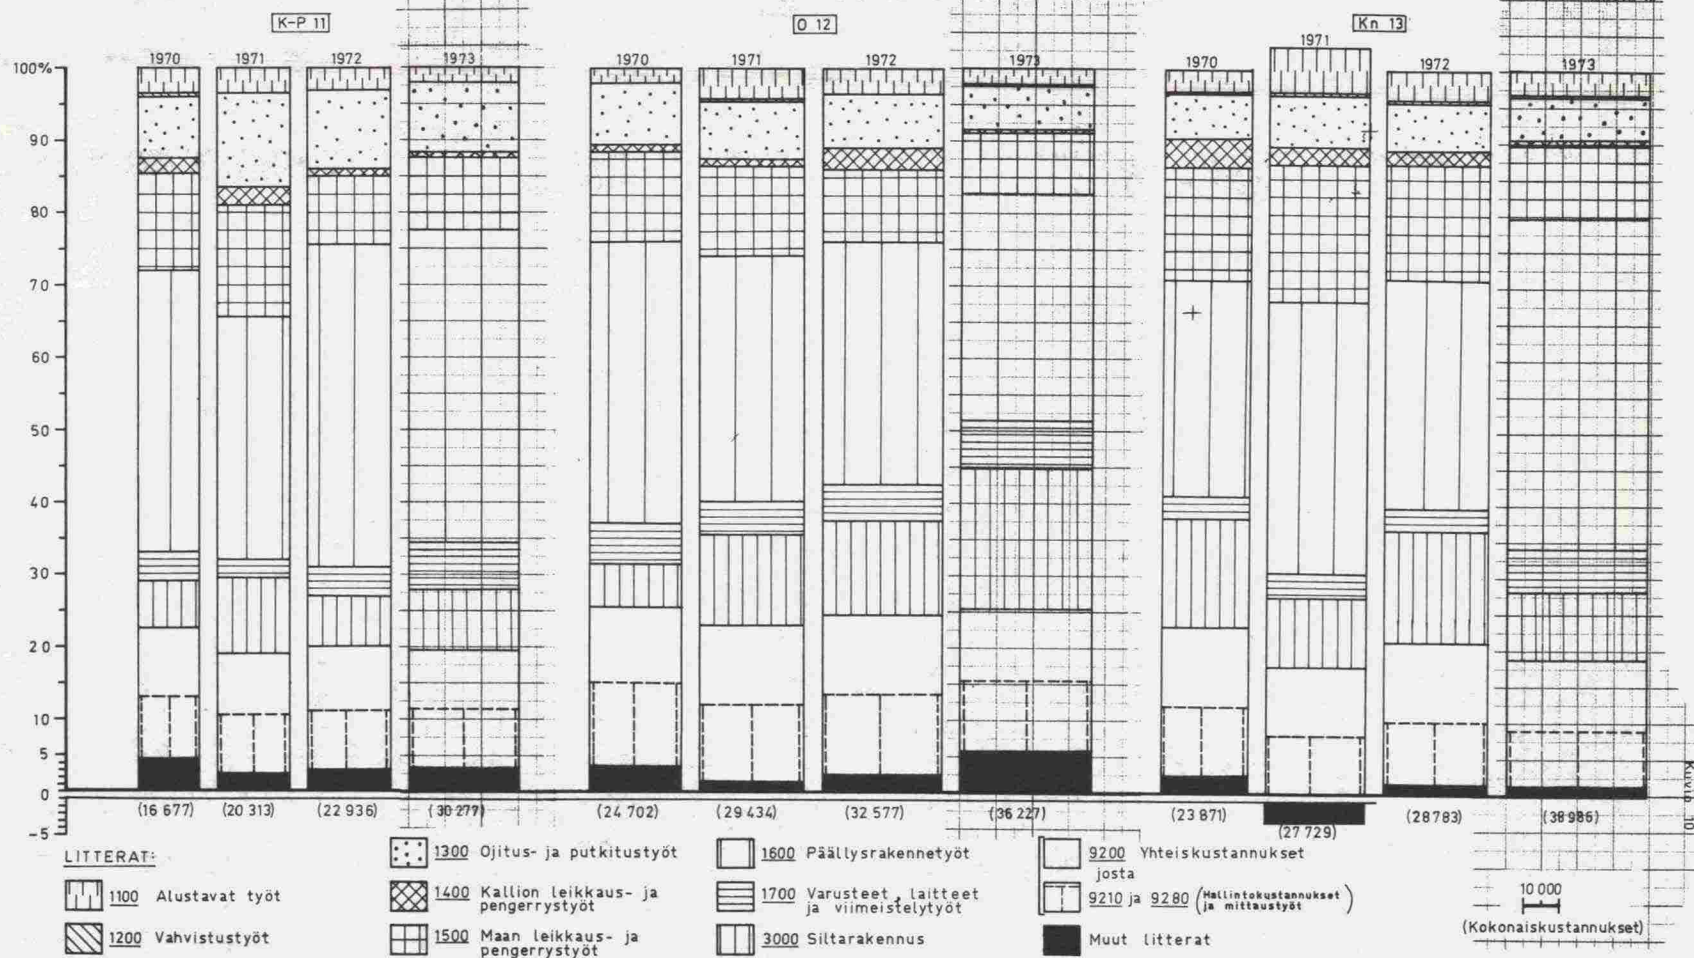 K-P 11
O 12
Kn 13
1970 1971 1972 1973 1970 1971 1972 1973 1970 1971 1972 1973
100%
90
80
70
60
50
40
30
20
10
5
0
-5
(16 677) (20 313) (22 936) (30 277) (24 702) (29 434) (32 577) (36 227) (23 871) (27 729) (28 783) (38 986)
Kuvio 10
LITTERAT:
1100 Alustavat työt
1200 Vahvistustyöt
1300 Ojitus- ja putkitustyöt
1400 Kallion leikkaus- ja
pengerrystyöt
1500 Maan leikkaus- ja
pengerrystyöt
1600 Päällysrakennetyöt
1700 Varusteet, laitteet
ja viimeistelytyöt
3000 Siltarakennus
9200 Yhteiskustannukset
josta
9210 ja 9280 (Hallintokustannukset
ja mittaustyöt)
Muut litterat
10 000
(Kokonaiskustannukset)